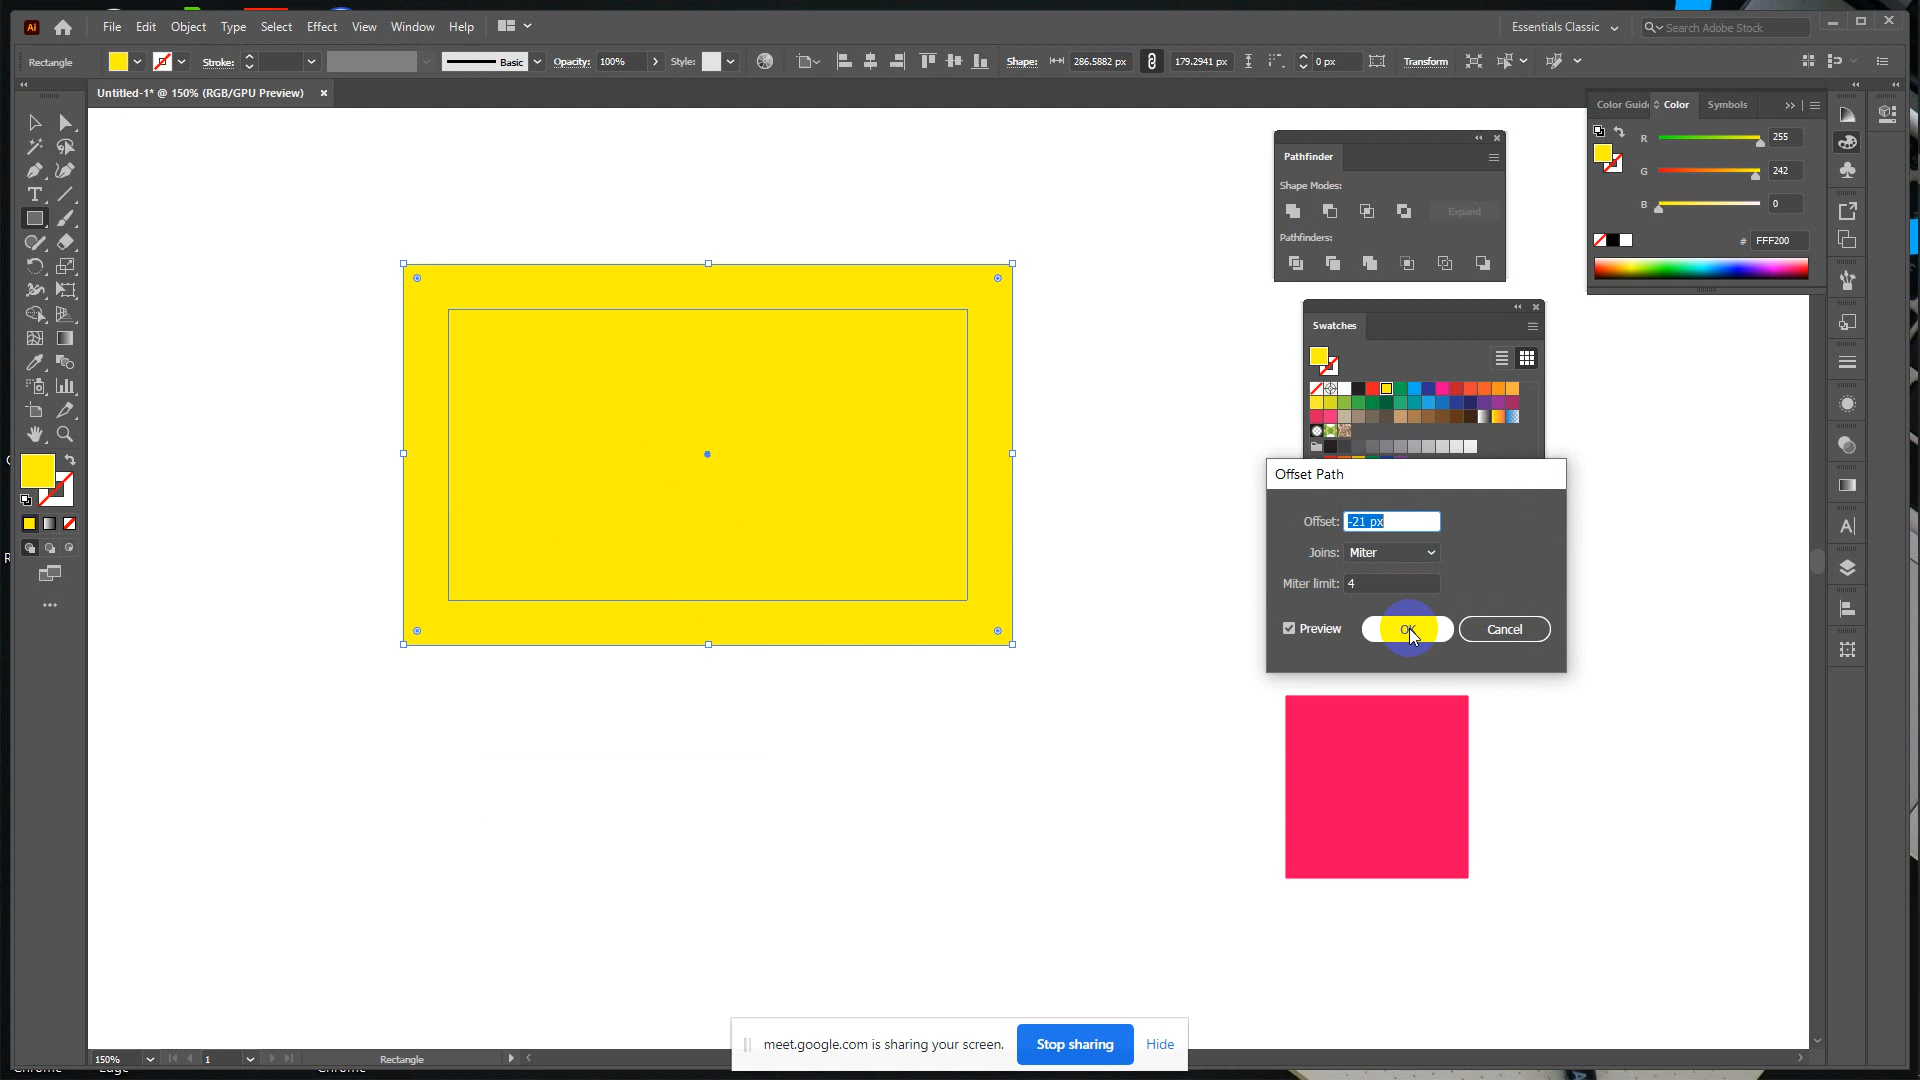 Ai File Edit Object Type Select Effect View Window Help
Essentials Classic
Search Adobe Stock
Rectangle
Stroke:
Basic
Opacity: 100%
Style:
Shape: 286.5882 px
179.2941 px
0 px
Transform
Untitled-1* @ 150% (RGB/GPU Preview)
Color Guide Color Symbols
R 255
G 242
B 0
# FFF200
Pathfinder
Shape Modes:
Expand
Pathfinders:
Swatches
Offset Path
Offset: -21 px
Joins: Miter
Miter limit: 4
Preview
OK
Cancel
meet.google.com is sharing your screen.
Stop sharing
Hide
150%
1
Rectangle